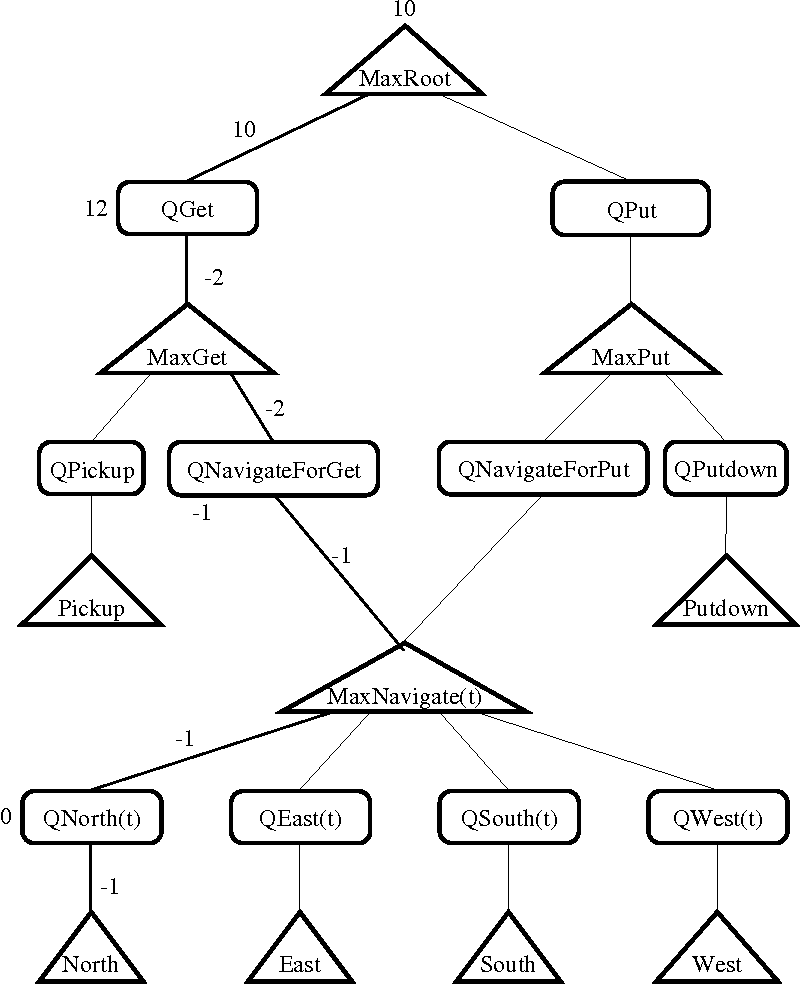 10
MaxRoot
10
12
QGet
QPut
-2
MaxGet
MaxPut
-2
QPickup
QNavigateForGet
QNavigateForPut
QPutdown
-1
-1
Pickup
Putdown
MaxNavigate(t)
-1
0
QNorth(t)
QEast(t)
QSouth(t)
QWest(t)
-1
North
East
South
West